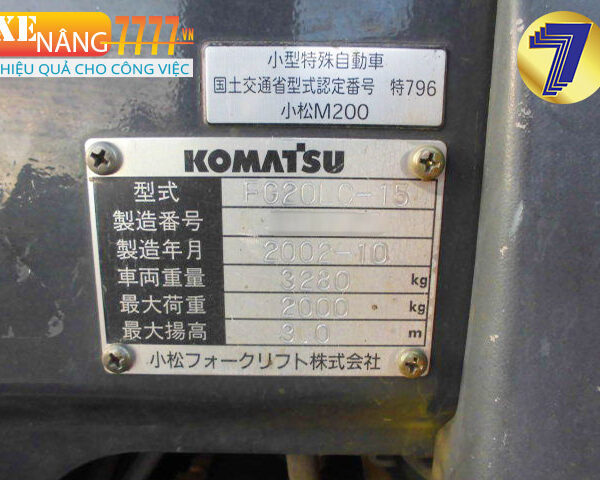 XE
NÂNG7777.VN
HIỆU QUẢ CHO CÔNG VIỆC
7
小型特殊自動車
国土交通省型式認定番号 特796
小松M200
KOMATSU
型式 FG20LC-15
製造番号
製造年月 2002-10
車両重量 3280 kg
最大荷重 2000 kg
最大揚高 3.0 m
小松フォークリフト株式会社